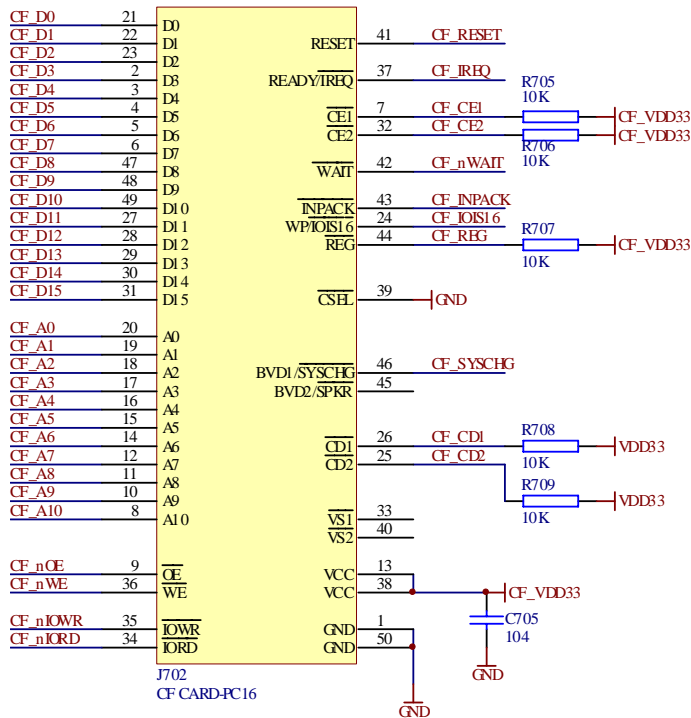 CF_D0 21 D0
CF_D1 22 D1 RESET 41 CF_RESET
CF_D2 23 D2
CF_D3 2 D3 READY/IREQ 37 CF_IREQ R705
CF_D4 3 D4 10K
CF_D5 4 D5 CE1 7 CF_CE1 CF_VDD33
CF_D6 5 D6 CE2 32 CF_CE2 CF_VDD33
R706
CF_D7 6 D7 10K
CF_D8 47 D8 WAIT 42 CF_nWAIT
CF_D9 48 D9
CF_D10 49 D10 INPACK 43 CF_INPACK
CF_D11 27 D11 WP/IOIS16 24 CF_IOIS16 R707
CF_D12 28 D12 REG 44 CF_REG CF_VDD33
CF_D13 29 D13 10K
CF_D14 30 D14
CF_D15 31 D15 CSEL 39 GND
CF_A0 20 A0
CF_A1 19 A1
CF_A2 18 A2 BVD1/SYSCHG 46 CF_SYSCHG
CF_A3 17 A3 BVD2/SPKR 45
CF_A4 16 A4
CF_A5 15 A5 R708
CF_A6 14 A6 CD1 26 CF_CD1 VDD33
CF_A7 12 A7 CD2 25 CF_CD2 10K
CF_A8 11 A8 R709
CF_A9 10 A9 VDD33
CF_A10 8 A10 VS1 33 10K
VS2 40
CF_nOE 9 OE VCC 13
CF_nWE 36 WE VCC 38 CF_VDD33
C705
CF_nIOWR 35 IOWR GND 1 104
CF_nIORD 34 IORD GND 50
J702 GND
CF CARD-PC16
GND